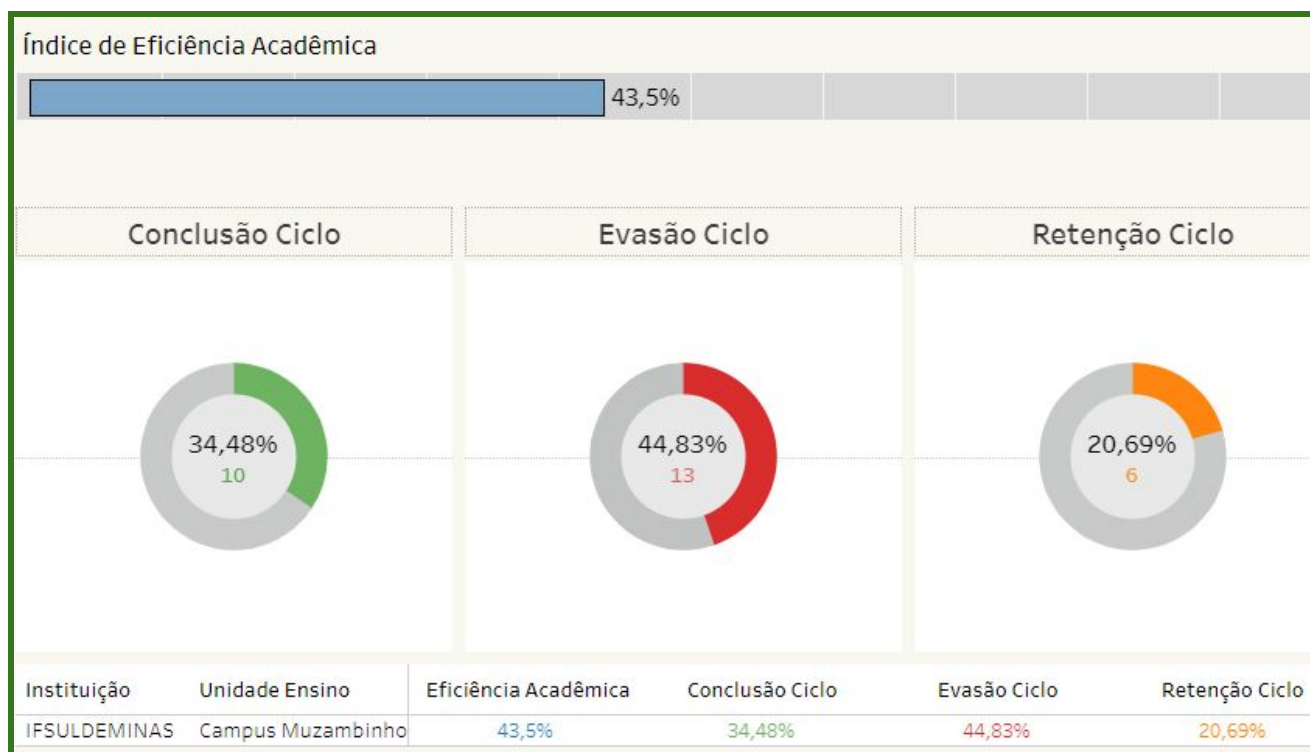 Índice de Eficiência Acadêmica
43,5%
Conclusão Ciclo
Evasão Ciclo
Retenção Ciclo
34,48%
10
44,83%
13
20,69%
6
Instituição Unidade Ensino Eficiência Acadêmica Conclusão Ciclo Evasão Ciclo Retenção Ciclo
IFSULDEMINAS Campus Muzambinho 43,5% 34,48% 44,83% 20,69%